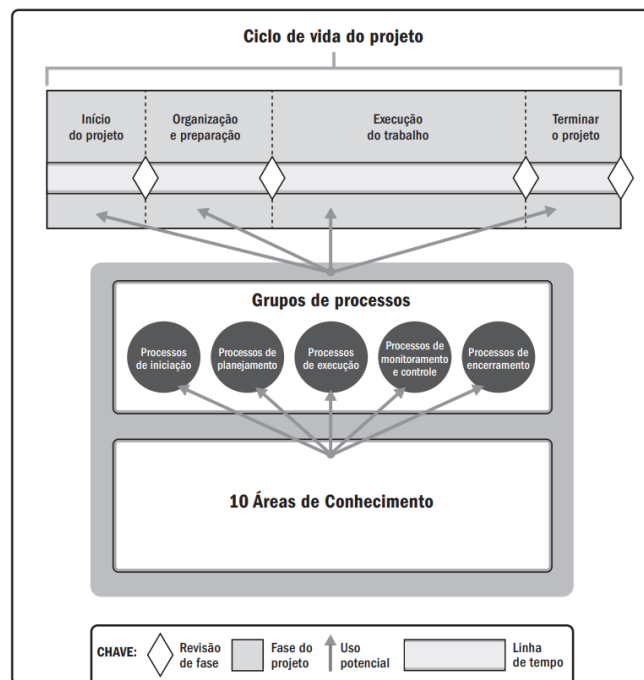 Ciclo de vida do projeto
Início
do projeto
Organização
e preparação
Execução
do trabalho
Terminar
o projeto
Grupos de processos
Processos
de iniciação
Processos de
planejamento
Processos
de execução
Processos de
monitoramento
e controle
Processos de
encerramento
10 Áreas de Conhecimento
CHAVE:
Revisão
de fase
Fase do
projeto
Uso
potencial
Linha
de tempo